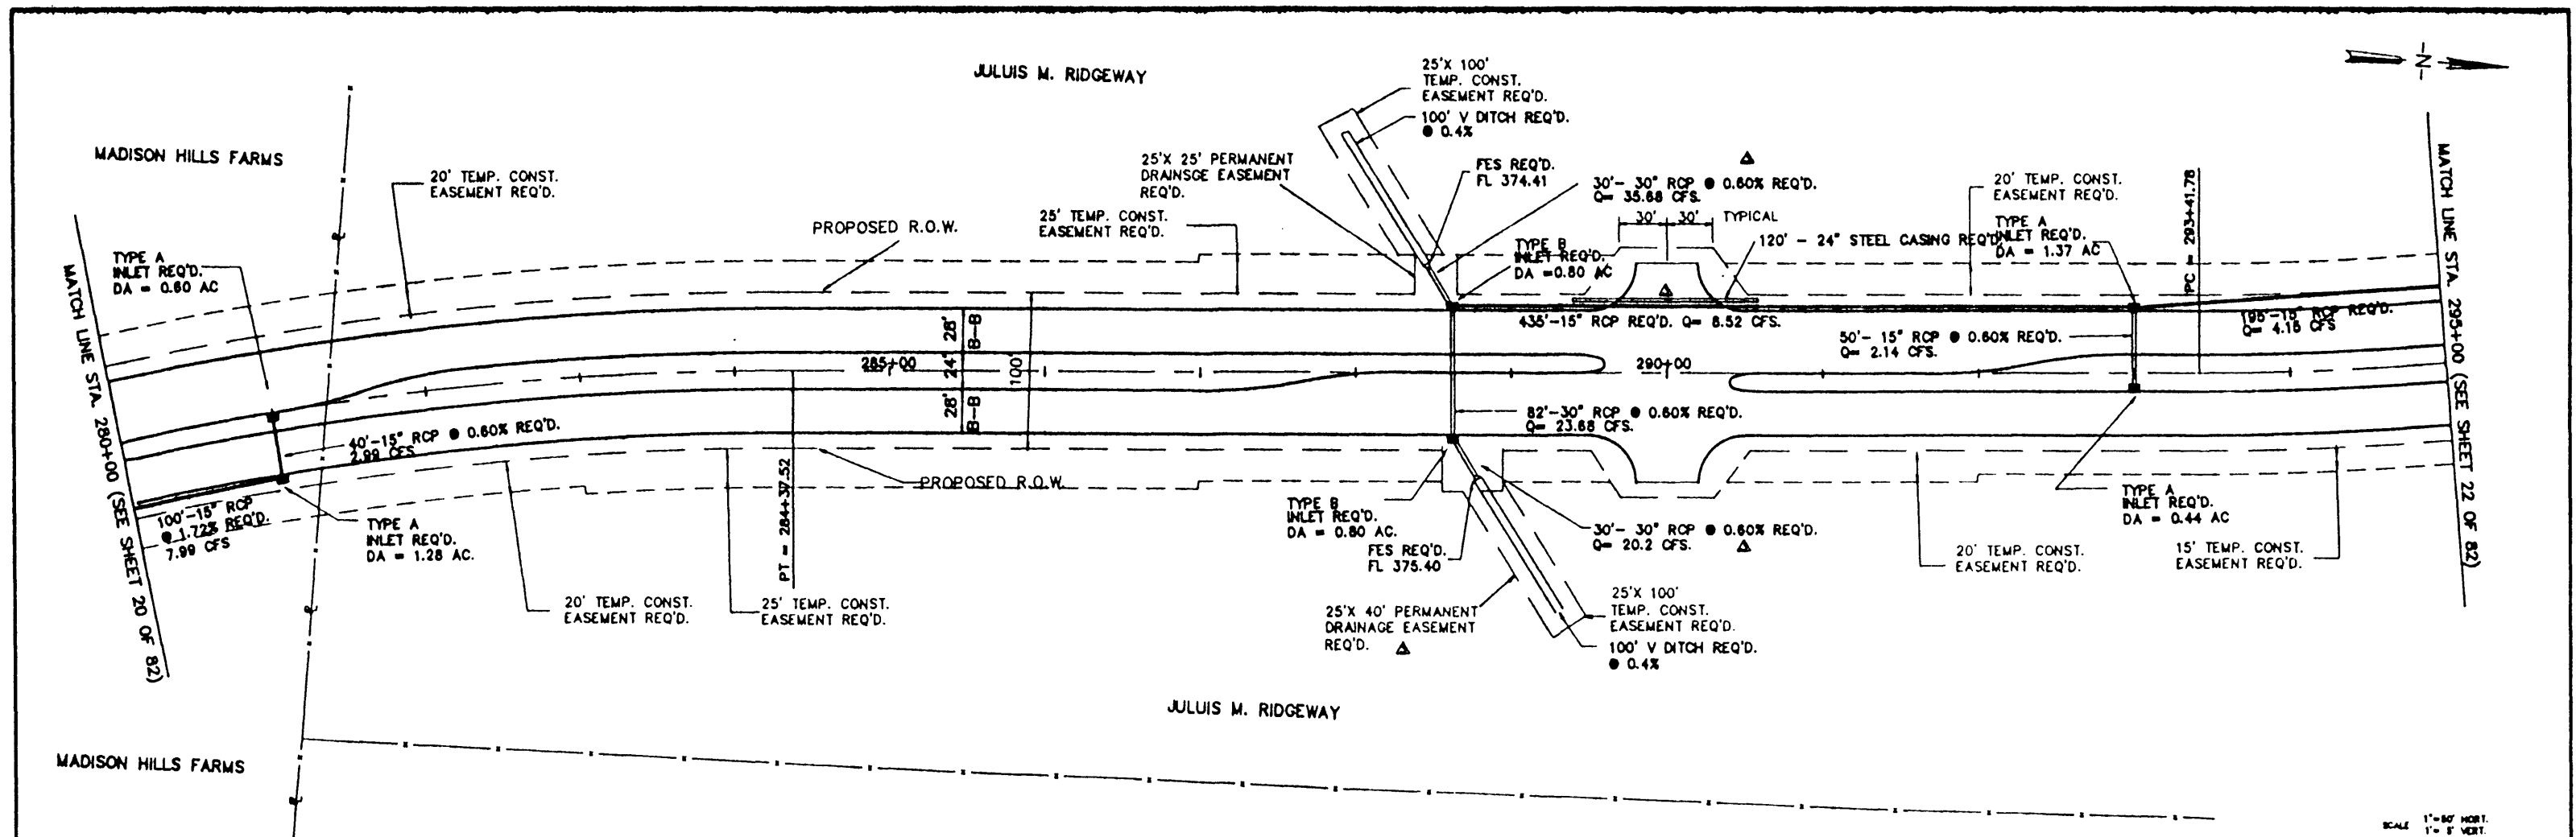 JULUIS M. RIDGEWAY
N
MADISON HILLS FARMS
20' TEMP. CONST.
EASEMENT REQ'D.
TYPE A
INLET REQ'D.
DA = 0.60 AC
MATCH LINE STA. 280+00 (SEE SHEET 20 OF 82)
PROPOSED R.O.W.
25' X 25' PERMANENT
DRAINSGE EASEMENT
REQ'D.
25' TEMP. CONST.
EASEMENT REQ'D.
25'X 100'
TEMP. CONST.
EASEMENT REQ'D.
100' V DITCH REQ'D.
@ 0.4%
FES REQ'D.
FL 374.41
30'- 30" RCP @ 0.60% REQ'D.
Q= 35.68 CFS.
30' 30' TYPICAL
TYPE B
INLET REQ'D.
DA =0.80 AC
120' - 24" STEEL CASING REQ'D.
20' TEMP. CONST.
EASEMENT REQ'D.
TYPE A
INLET REQ'D.
DA = 1.37 AC
PC = 293+41.78
MATCH LINE STA. 295+00 (SEE SHEET 22 OF 82)
435'-15" RCP REQ'D. Q= 8.52 CFS.
50'- 15" RCP @ 0.60% REQ'D.
Q= 2.14 CFS.
195'-15" RCP REQ'D.
Q= 4.15 CFS
285+00
290+00
28'
B-B
24'
100'
28'
B-B
40'-15" RCP @ 0.60% REQ'D.
2.99 CFS
100'-15" RCP
@ 1.72% REQ'D.
7.99 CFS
TYPE A
INLET REQ'D.
DA = 1.28 AC.
20' TEMP. CONST.
EASEMENT REQ'D.
25' TEMP. CONST.
EASEMENT REQ'D.
PT = 284+37.52
PROPOSED R.O.W.
82'-30" RCP @ 0.60% REQ'D.
Q= 23.68 CFS.
TYPE B
INLET REQ'D.
DA = 0.80 AC.
FES REQ'D.
FL 375.40
30'- 30" RCP @ 0.60% REQ'D.
Q= 20.2 CFS.
25'X 40' PERMANENT
DRAINAGE EASEMENT
REQ'D.
25'X 100'
TEMP. CONST.
EASEMENT REQ'D.
100' V DITCH REQ'D.
@ 0.4%
20' TEMP. CONST.
EASEMENT REQ'D.
TYPE A
INLET REQ'D.
DA = 0.44 AC
15' TEMP. CONST.
EASEMENT REQ'D.
JULUIS M. RIDGEWAY
MADISON HILLS FARMS
SCALE 1"=50' HORT.
1"= 5' VERT.